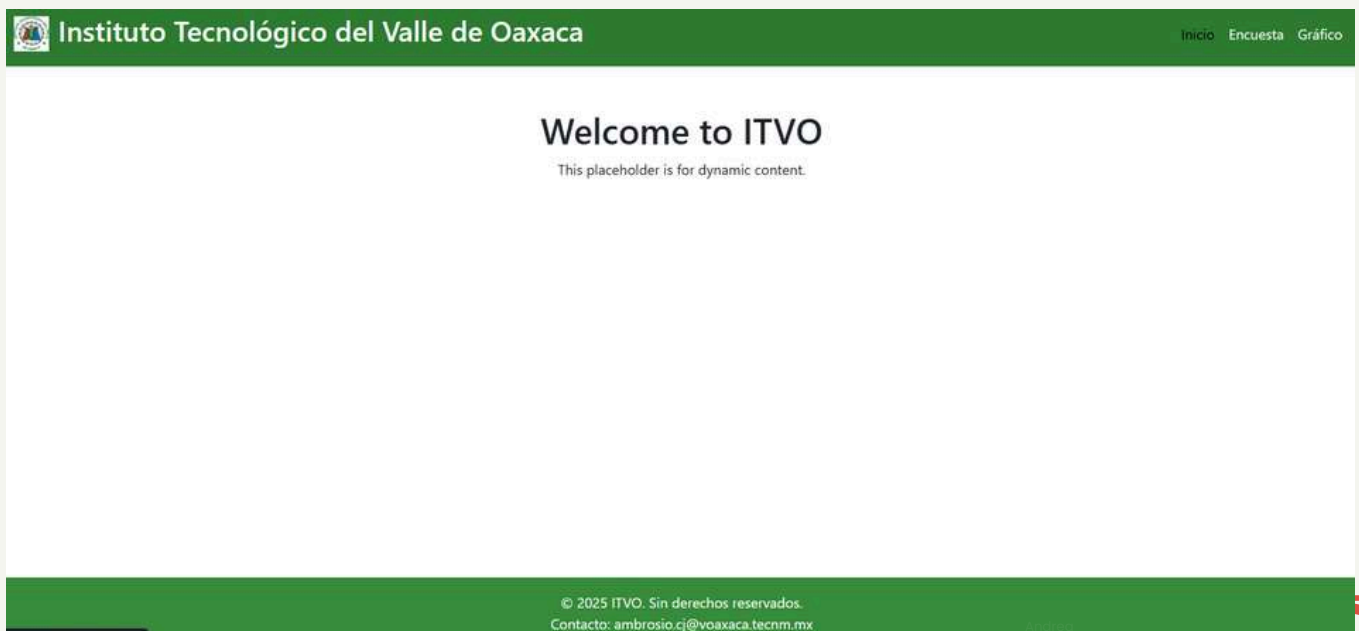 Instituto Tecnológico del Valle de Oaxaca
Inicio Encuesta Gráfico
Welcome to ITVO
This placeholder is for dynamic content.
© 2025 ITVO. Sin derechos reservados.
Contacto: ambrosio.cj@voaxaca.tecnm.mx